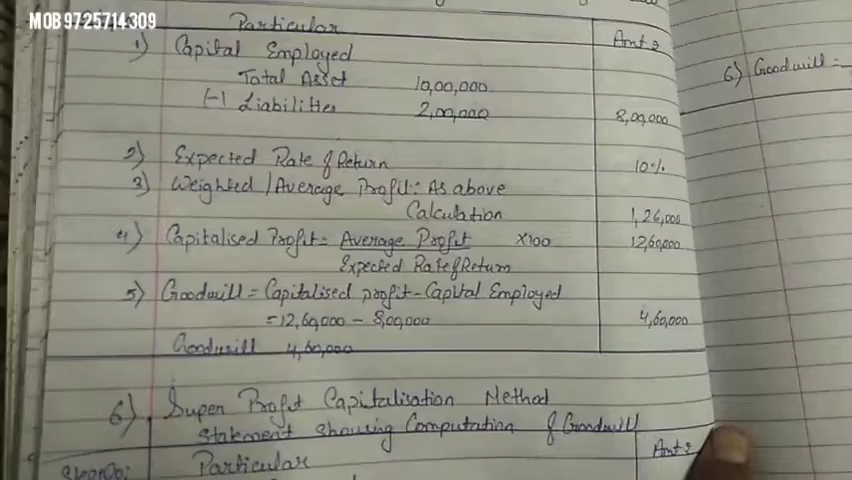 MOB 9725714309
Particular
Amt ₹
1) Capital Employed
Total Asset 10,00,000
(-) Liabilities 2,00,000 8,00,000
2) Expected Rate of Return 10%
3) Weighted / Average Profit: As above
Calculation 1,26,000
4) Capitalised Profit = Average Profit X100 12,60,000
Expected Rate of Return
5) Goodwill = Capitalised profit - Capital Employed
= 12,60,000 - 8,00,000 4,60,000
Goodwill 4,60,000
6) Super Profit Capitalisation Method
Statement showing Computation of Goodwill
Particular
Amt ₹
6) Goodwill =